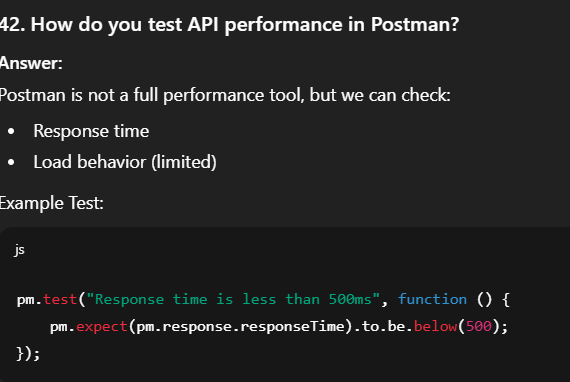 42. How do you test API performance in Postman?
Answer:
Postman is not a full performance tool, but we can check:
• Response time
• Load behavior (limited)
Example Test:
js
pm.test("Response time is less than 500ms", function () {
    pm.expect(pm.response.responseTime).to.be.below(500);
});